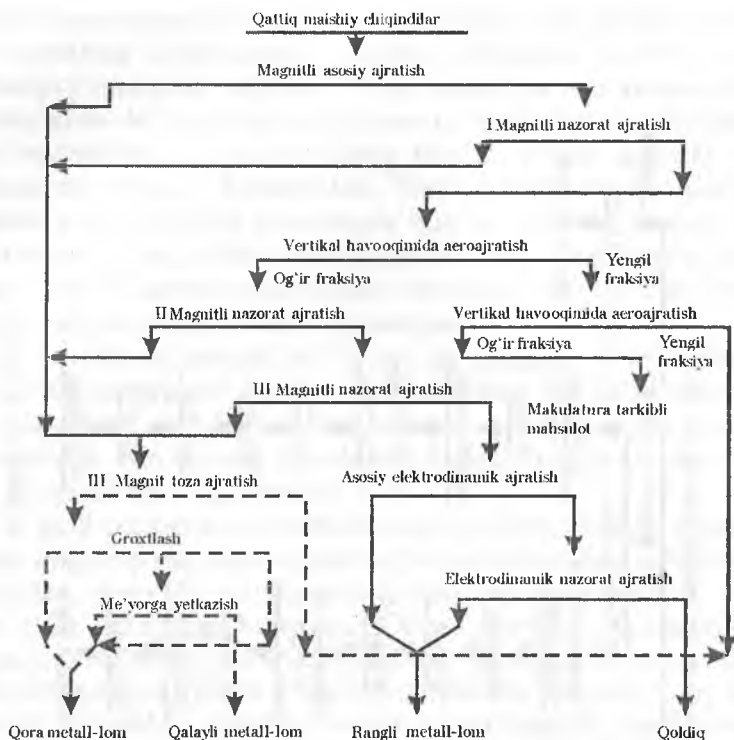 Qattiq maishiy chiqindilar
Magnitli asosiy ajratish
I Magnitli nazorat ajratish
Vertikal havooqimida aeroajratish
Og'ir fraksiya
Yengil
fraksiya
II Magnitli nazorat ajratish
Vertikal havooqimida aeroajratish
Og'ir fraksiya
Yengil
fraksiya
III Magnitli nazorat ajratish
Makulatura tarkibli
mahsulot
III Magnit toza ajratish
Asosiy elektrodinamik ajratish
Groxtlash
Elektrodinamik nazorat ajratish
Me'yorga yetkazish
Qora metall-lom
Qalayli metall-lom
Rangli metall-lom
Qoldiq